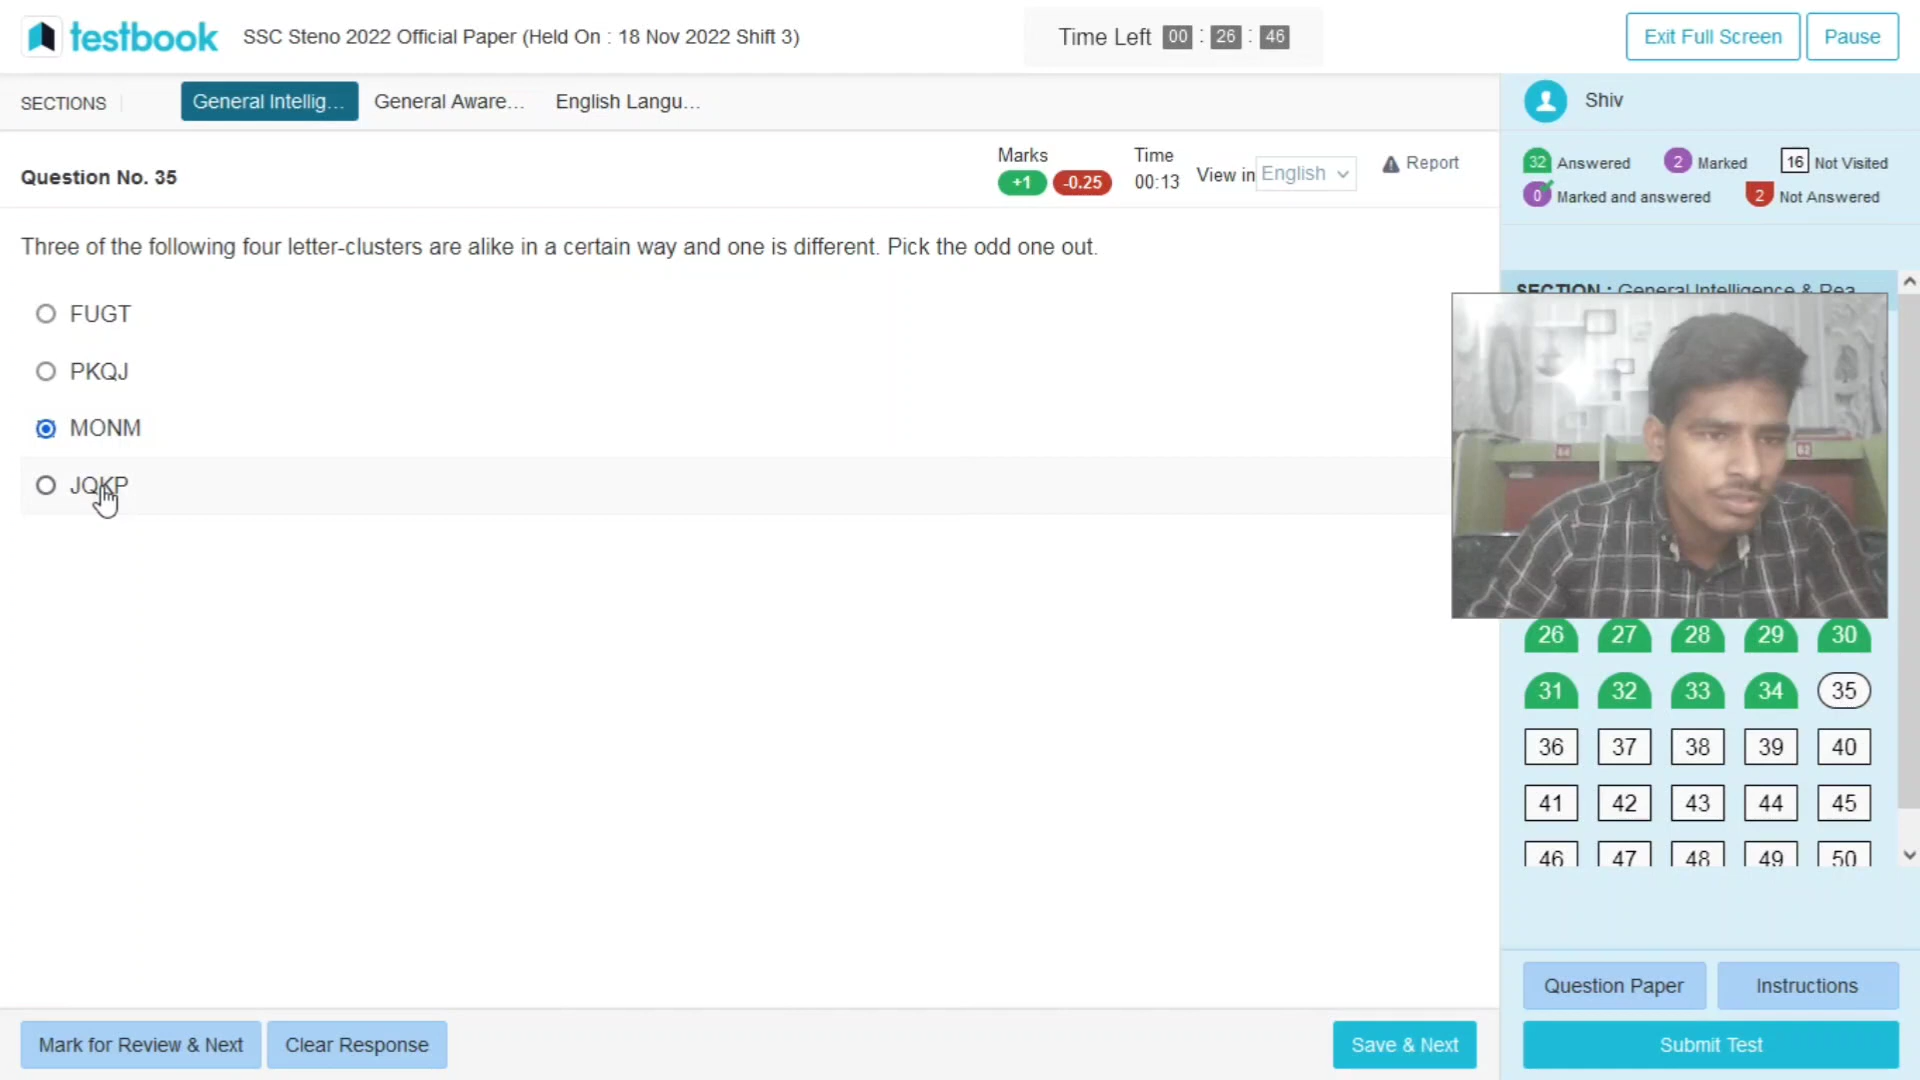 testbook SSC Steno 2022 Official Paper (Held On : 18 Nov 2022 Shift 3) Time Left 00 : 26 : 46 Exit Full Screen Pause
SECTIONS General Intellig... General Aware... English Langu...
Shiv
Question No. 35
Marks
+1 -0.25
Time
00:13
View in English
Report
32 Answered 2 Marked 16 Not Visited
0 Marked and answered 2 Not Answered
Three of the following four letter-clusters are alike in a certain way and one is different. Pick the odd one out.
FUGT
PKQJ
MONM
JQKP
SECTION : General Intelligence & Rea
26 27 28 29 30
31 32 33 34 35
36 37 38 39 40
41 42 43 44 45
46 47 48 49 50
Question Paper Instructions
Mark for Review & Next Clear Response Save & Next Submit Test